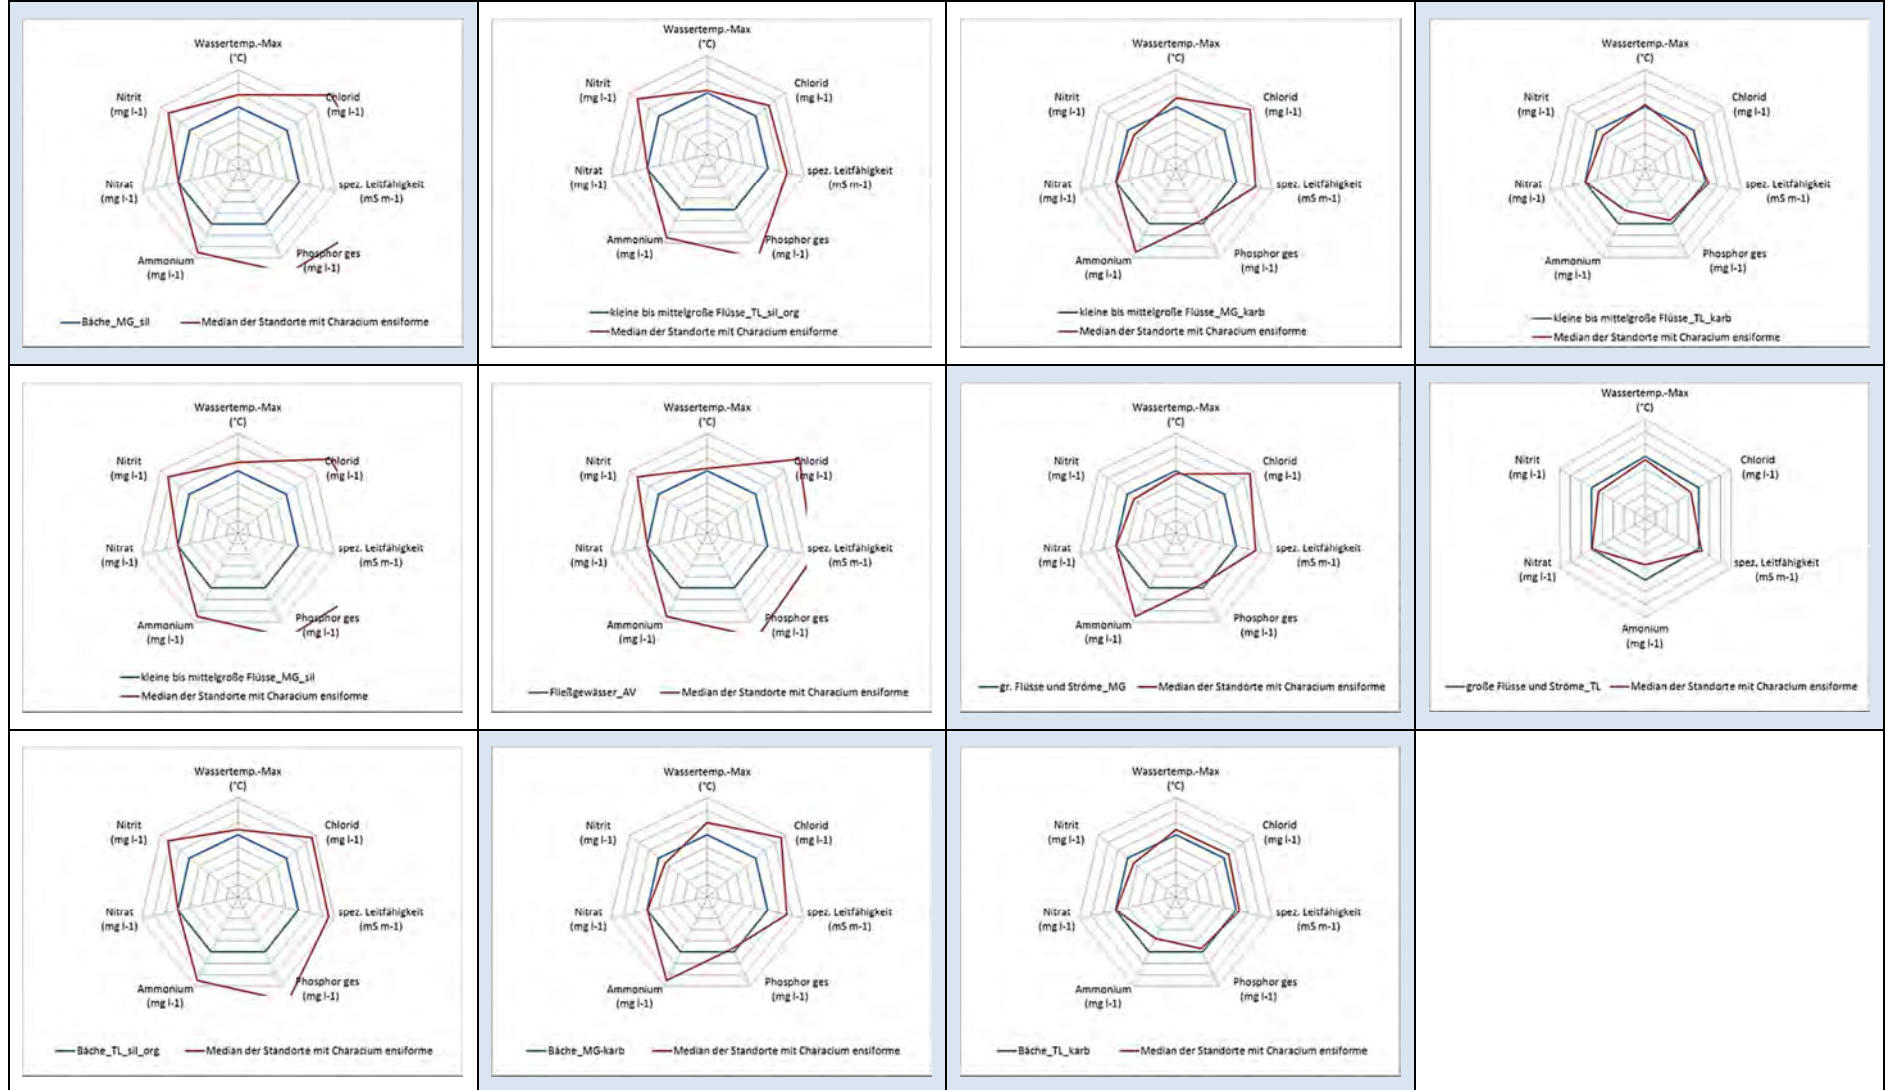 Wassertemp.-Max
(°C)
Nitrit
(mg l-1)
Chlorid
(mg l-1)
Nitrat
(mg l-1)
spez. Leitfähigkeit
(mS m-1)
Ammonium
(mg l-1)
Phosphor ges
(mg l-1)
Bäche_MG_sil
Median der Standorte mit Characium ensiforme
Wassertemp.-Max
(°C)
Nitrit
(mg l-1)
Chlorid
(mg l-1)
Nitrat
(mg l-1)
spez. Leitfähigkeit
(mS m-1)
Ammonium
(mg l-1)
Phosphor ges
(mg l-1)
kleine bis mittelgroße Flüsse_TL_sil_org
Median der Standorte mit Characium ensiforme
Wassertemp.-Max
(°C)
Nitrit
(mg l-1)
Chlorid
(mg l-1)
Nitrat
(mg l-1)
spez. Leitfähigkeit
(mS m-1)
Ammonium
(mg l-1)
Phosphor ges
(mg l-1)
kleine bis mittelgroße Flüsse_MG_karb
Median der Standorte mit Characium ensiforme
Wassertemp.-Max
(°C)
Nitrit
(mg l-1)
Chlorid
(mg l-1)
Nitrat
(mg l-1)
spez. Leitfähigkeit
(mS m-1)
Ammonium
(mg l-1)
Phosphor ges
(mg l-1)
kleine bis mittelgroße Flüsse_TL_karb
Median der Standorte mit Characium ensiforme
Wassertemp.-Max
(°C)
Nitrit
(mg l-1)
Chlorid
(mg l-1)
Nitrat
(mg l-1)
spez. Leitfähigkeit
(mS m-1)
Ammonium
(mg l-1)
Phosphor ges
(mg l-1)
kleine bis mittelgroße Flüsse_MG_sil
Median der Standorte mit Characium ensiforme
Wassertemp.-Max
(°C)
Nitrit
(mg l-1)
Chlorid
(mg l-1)
Nitrat
(mg l-1)
spez. Leitfähigkeit
(mS m-1)
Ammonium
(mg l-1)
Phosphor ges
(mg l-1)
Fließgewässer_AV
Median der Standorte mit Characium ensiforme
Wassertemp.-Max
(°C)
Nitrit
(mg l-1)
Chlorid
(mg l-1)
Nitrat
(mg l-1)
spez. Leitfähigkeit
(mS m-1)
Ammonium
(mg l-1)
Phosphor ges
(mg l-1)
gr. Flüsse und Ströme_MG
Median der Standorte mit Characium ensiforme
Wassertemp.-Max
(°C)
Nitrit
(mg l-1)
Chlorid
(mg l-1)
Nitrat
(mg l-1)
spez. Leitfähigkeit
(mS m-1)
Amonium
(mg l-1)
große Flüsse und Ströme_TL
Median der Standorte mit Characium ensiforme
Wassertemp.-Max
(°C)
Nitrit
(mg l-1)
Chlorid
(mg l-1)
Nitrat
(mg l-1)
spez. Leitfähigkeit
(mS m-1)
Ammonium
(mg l-1)
Phosphor ges
(mg l-1)
Bäche_TL_sil_org
Median der Standorte mit Characium ensiforme
Wassertemp.-Max
(°C)
Nitrit
(mg l-1)
Chlorid
(mg l-1)
Nitrat
(mg l-1)
spez. Leitfähigkeit
(mS m-1)
Ammonium
(mg l-1)
Phosphor ges
(mg l-1)
Bäche_MG-karb
Median der Standorte mit Characium ensiforme
Wassertemp.-Max
(°C)
Nitrit
(mg l-1)
Chlorid
(mg l-1)
Nitrat
(mg l-1)
spez. Leitfähigkeit
(mS m-1)
Ammonium
(mg l-1)
Phosphor ges
(mg l-1)
Bäche_TL_karb
Median der Standorte mit Characium ensiforme